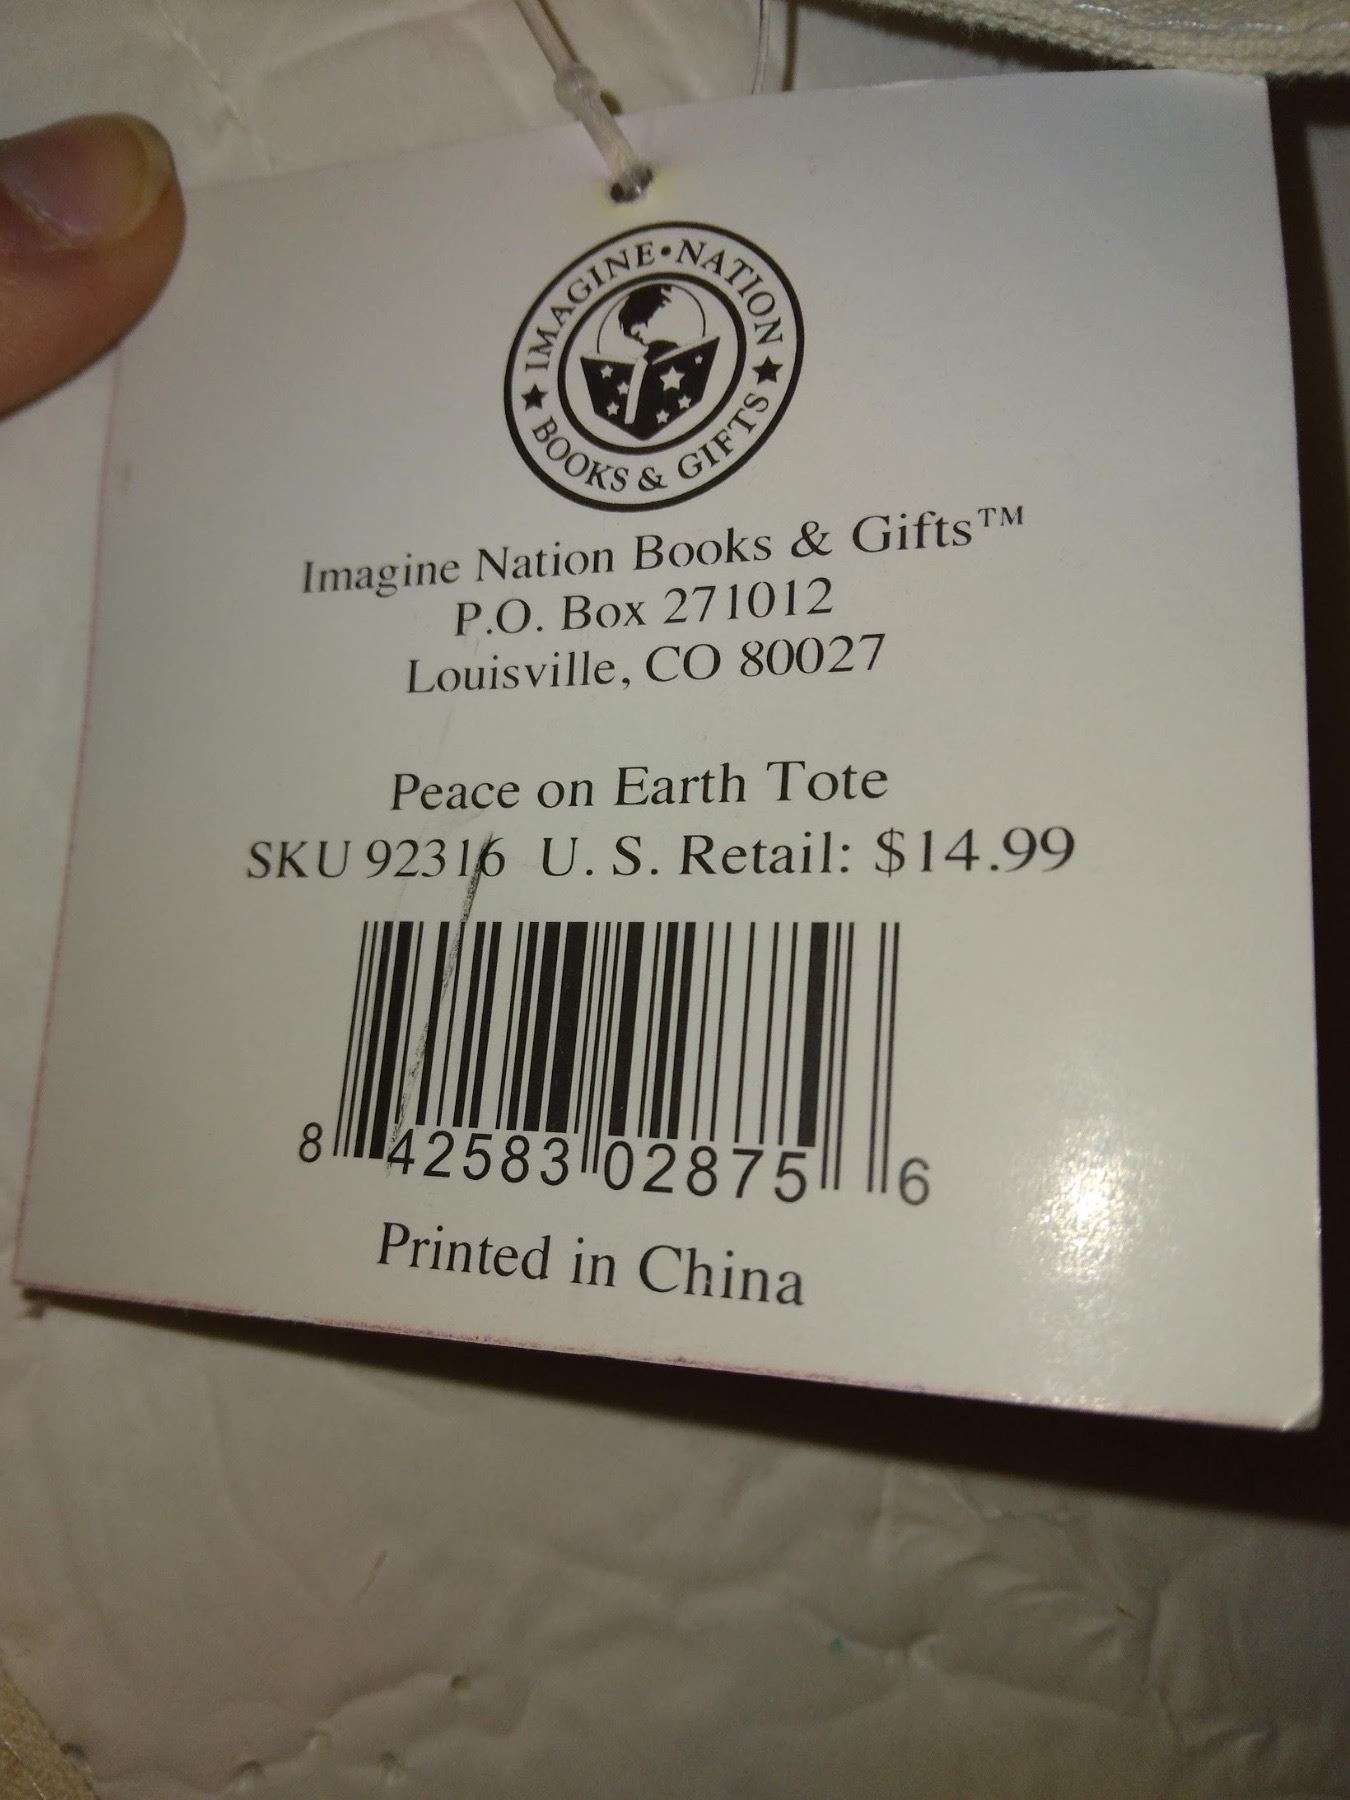 IMAGINE•NATION
★ BOOKS & GIFTS ★
Imagine Nation Books & Gifts™
P.O. Box 271012
Louisville, CO 80027
Peace on Earth Tote
SKU 92316 U. S. Retail: $14.99
8 42583 02875 6
Printed in China